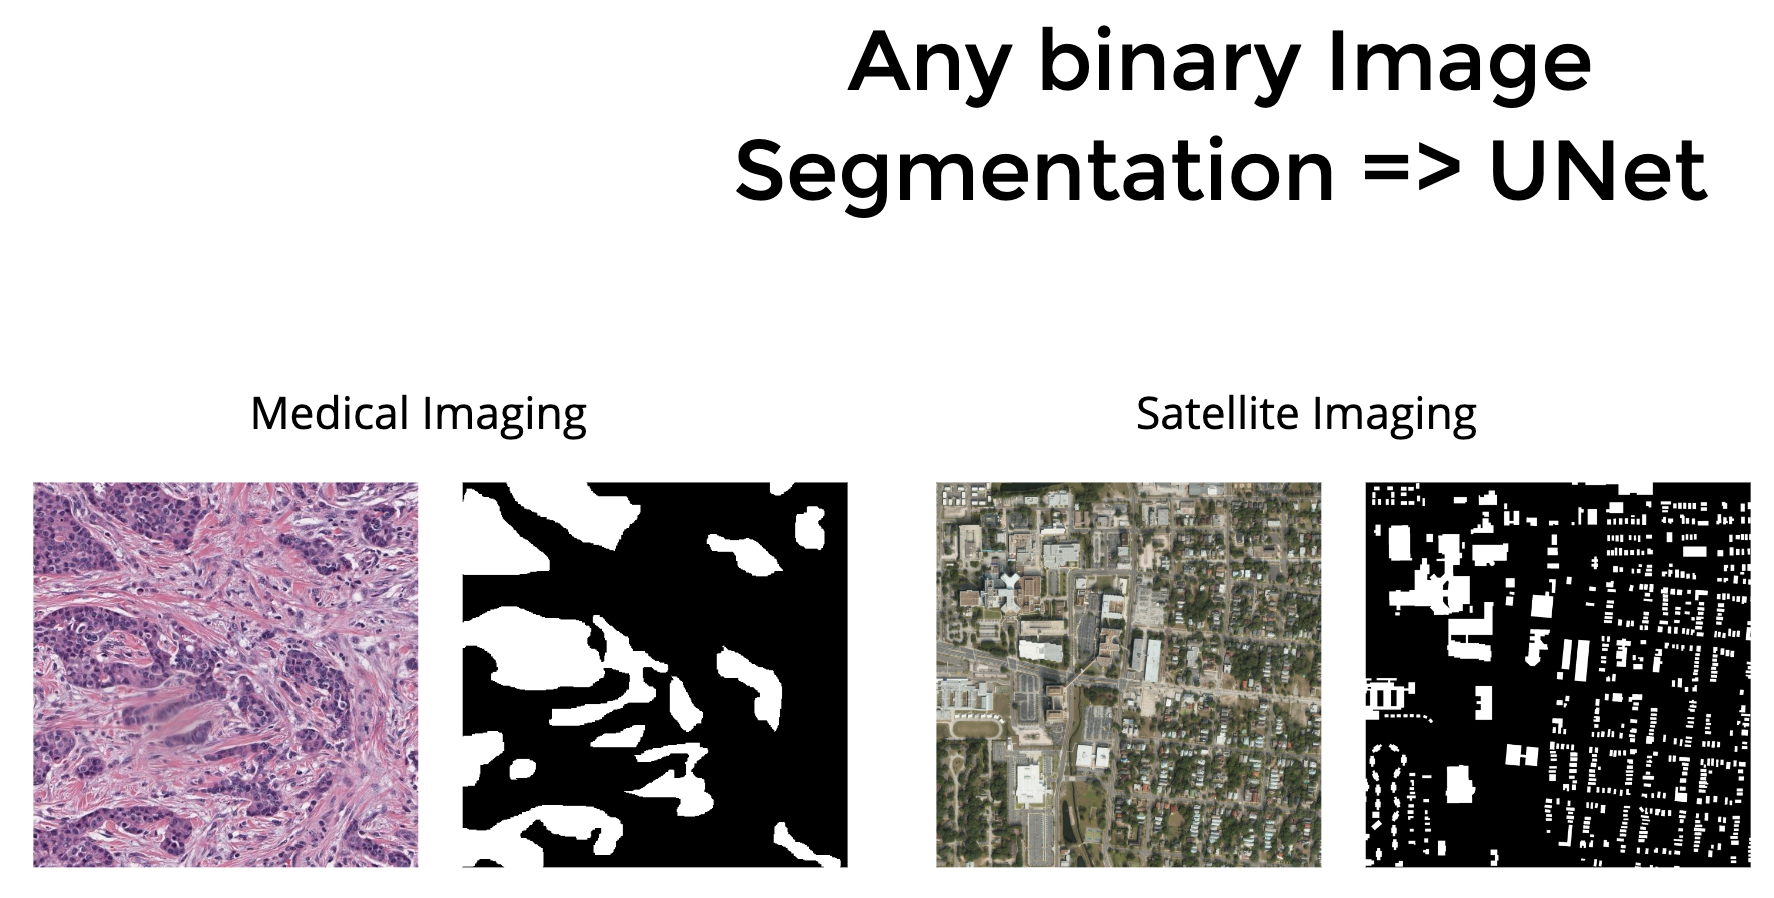 Any binary Image
Segmentation => UNet
Medical Imaging
Satellite Imaging